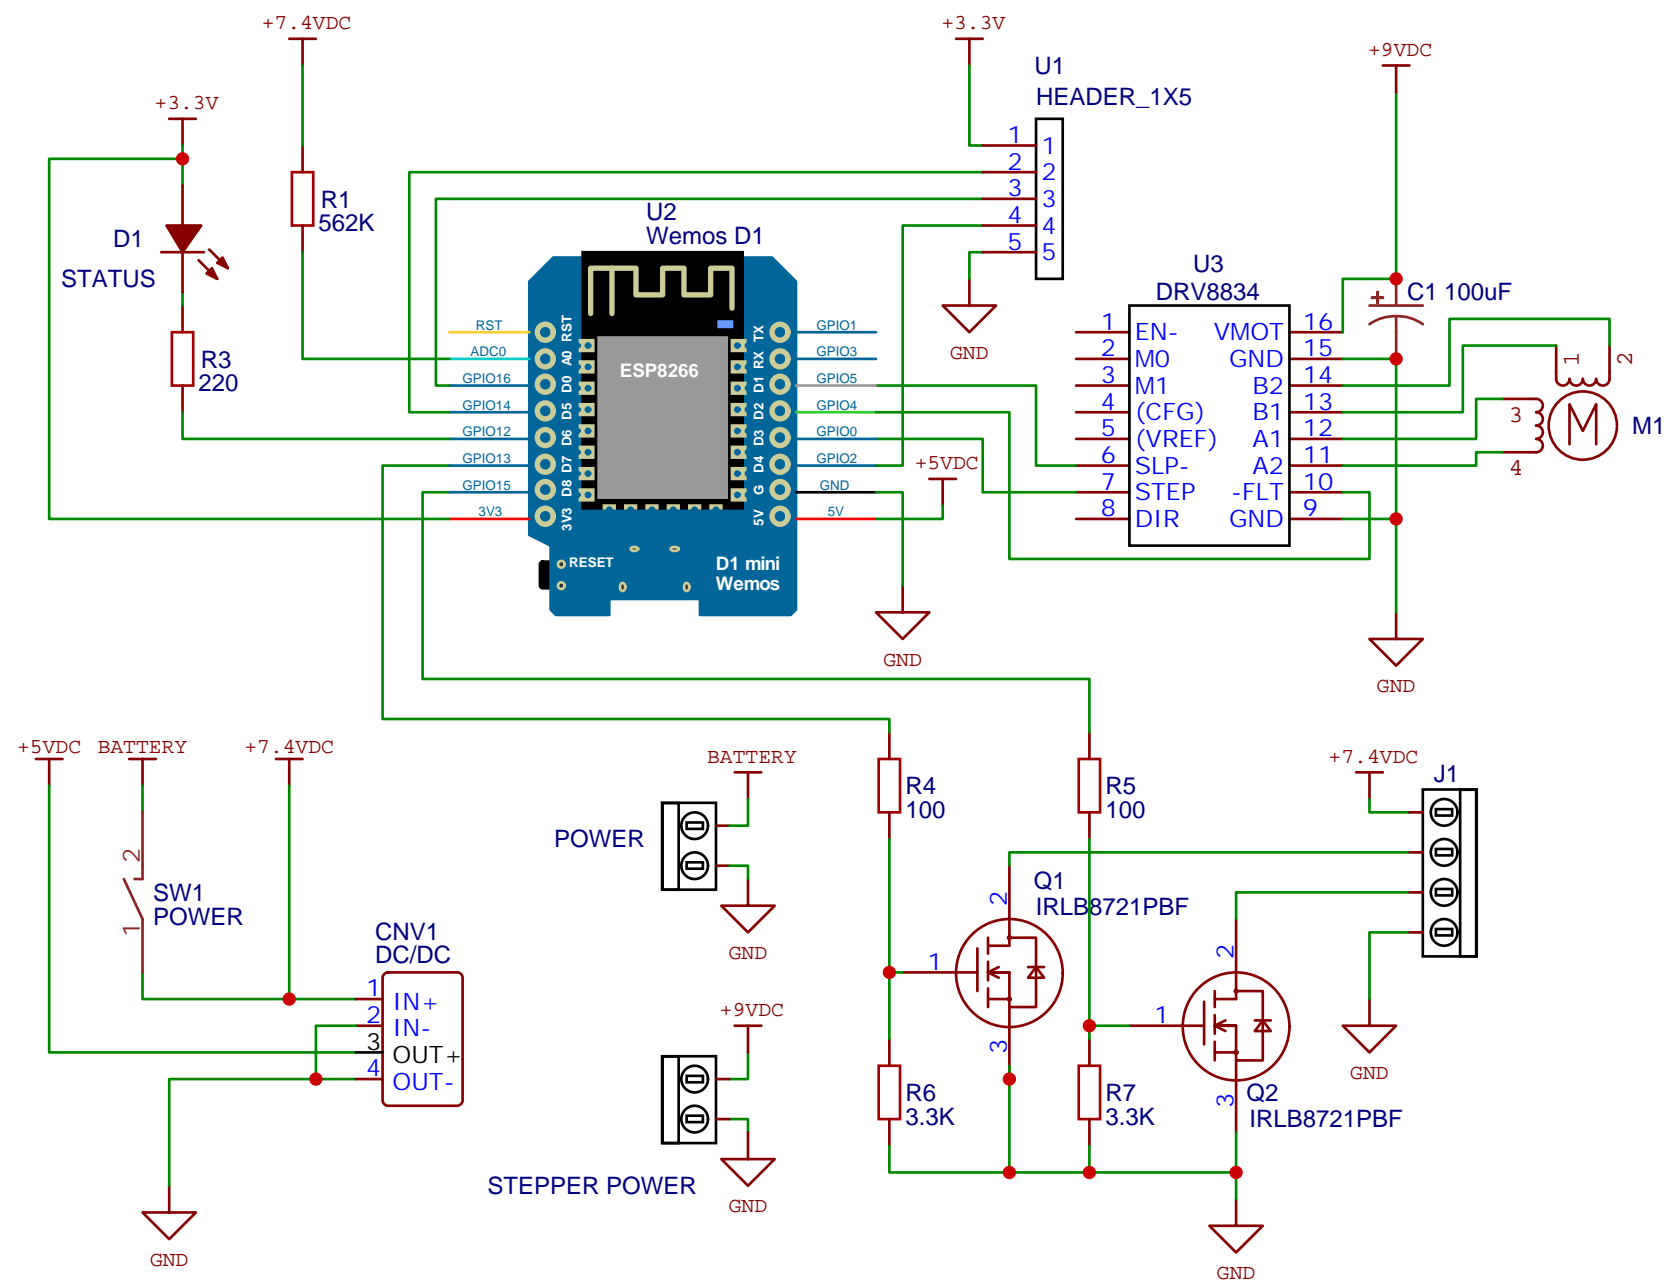 +7.4VDC
+3.3V
+3.3V
+9VDC
U1
HEADER_1X5
1 1
2 2
3 3
4 4
5 5
GND
D1
STATUS
R1
562K
R3
220
U2
Wemos D1
RST
ADC0
GPIO16
GPIO14
GPIO12
GPIO13
GPIO15
3V3
RST
A0
D0
D5
D6
D7
D8
3V3
ESP8266
TX
RX
D1
D2
D3
D4
G
5V
GPIO1
GPIO3
GPIO5
GPIO4
GPIO0
GPIO2
GND
5V
RESET
D1 mini
Wemos
+5VDC
GND
U3
DRV8834
1 EN- VMOT 16
2 M0 GND 15
3 M1 B2 14
4 (CFG) B1 13
5 (VREF) A1 12
6 SLP- A2 11
7 STEP -FLT 10
8 DIR GND 9
C1 100uF
1
2
3
4
M
M1
GND
+5VDC
BATTERY
+7.4VDC
2
SW1
POWER
1
CNV1
DC/DC
1 IN+
2 IN-
3 OUT+
4 OUT-
GND
BATTERY
POWER
GND
+9VDC
STEPPER POWER
GND
R4
100
R5
100
Q1
IRLB8721PBF
2
1
3
R6
3.3K
R7
3.3K
2
1
3
Q2
IRLB8721PBF
GND
+7.4VDC
J1
GND